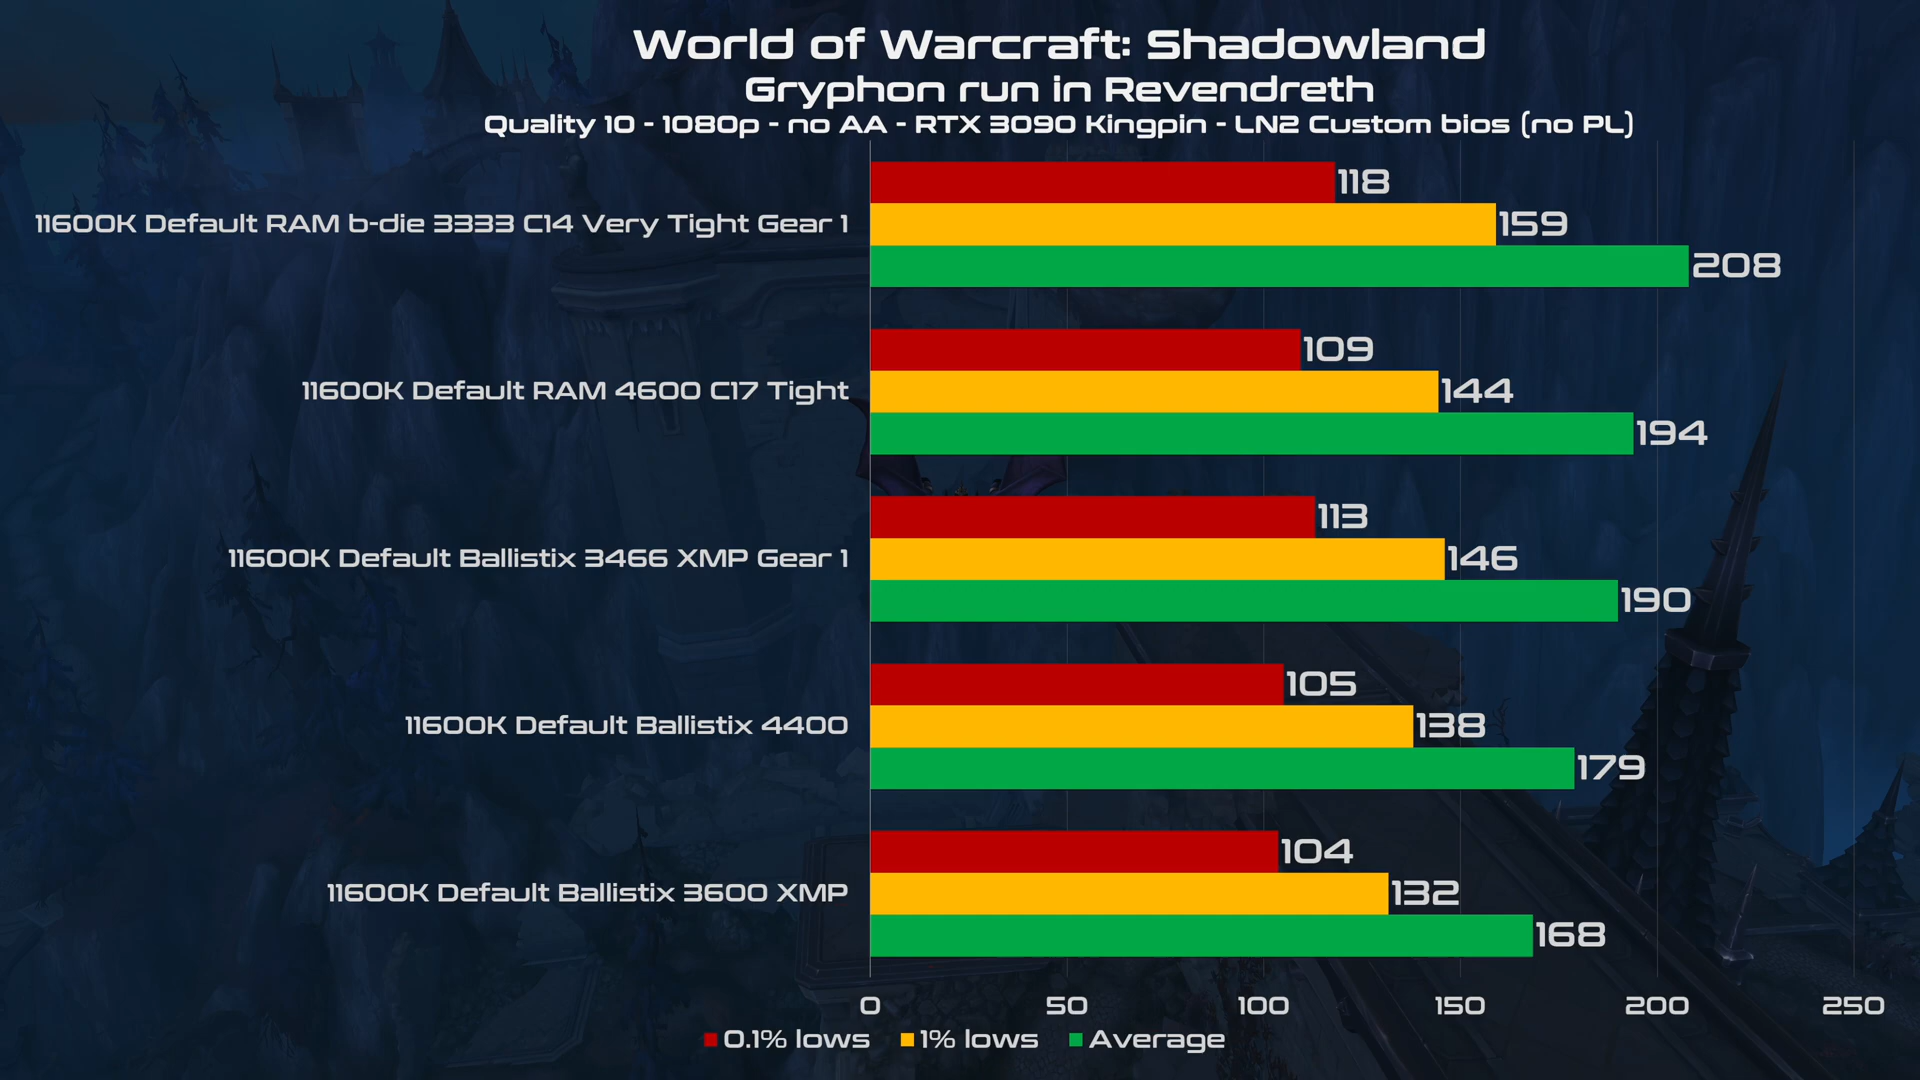 World of Warcraft: Shadowland
Gryphon run in Revendreth
Quality 10 - 1080p - no AA - RTX 3090 Kingpin - LN2 Custom bios (no PL)
11600K Default RAM b-die 3333 C14 Very Tight Gear 1
118
159
208
11600K Default RAM 4600 C17 Tight
109
144
194
11600K Default Ballistix 3466 XMP Gear 1
113
146
190
11600K Default Ballistix 4400
105
138
179
11600K Default Ballistix 3600 XMP
104
132
168
0 50 100 150 200 250
0.1% lows 1% lows Average